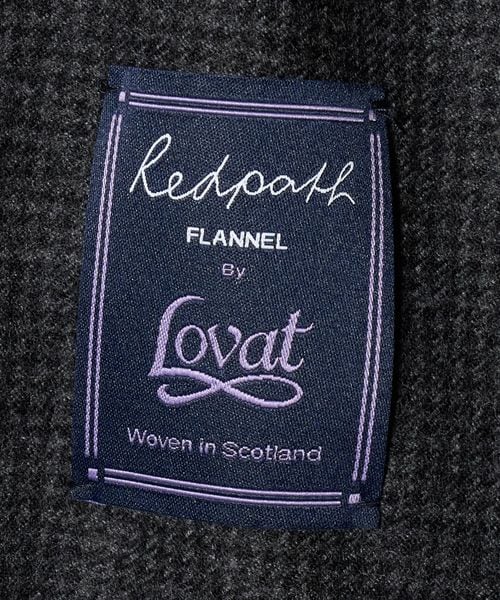 Redpath
FLANNEL
By
Lovat
Woven in Scotland